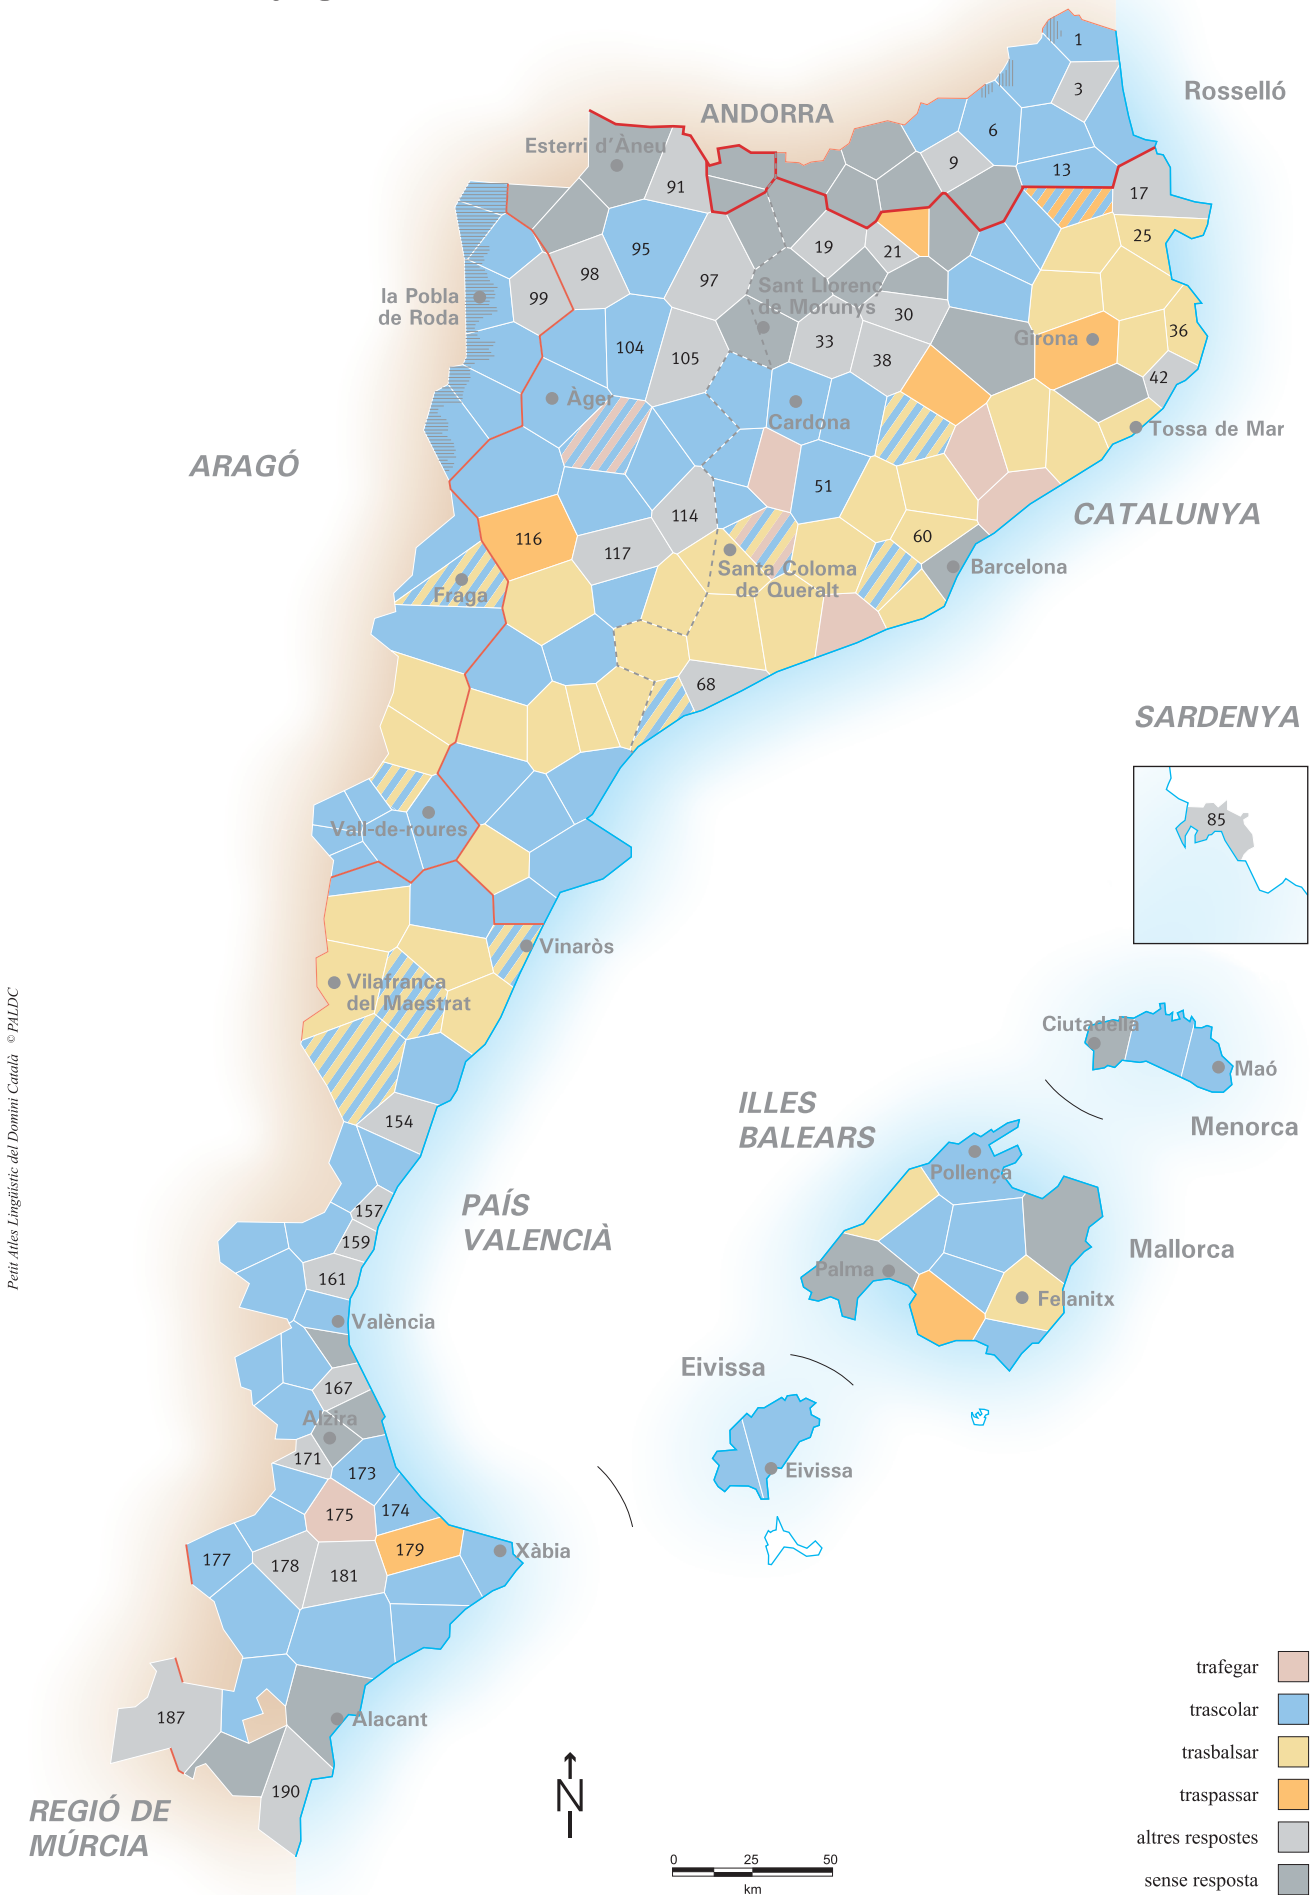 1
Rosselló
3
ANDORRA
6
Esterri d'Àneu
9
13
91
17
25
95
19
21
98
97
la Pobla
de Roda
99
Sant Llorenç
de Morunys
30
36
104
33
Girona
105
38
42
Àger
Cardona
Tossa de Mar
ARAGÓ
51
114
CATALUNYA
116
117
60
Santa Coloma
de Queralt
Barcelona
Fraga
68
SARDENYA
85
Vall-de-roures
Vinaròs
Vilafranca
del Maestrat
Petit Atles Lingüístic del Domini Català © PALDC
Ciutadella
Maó
ILLES
BALEARS
154
Menorca
Pollença
PAÍS
VALENCIÀ
157
159
Mallorca
161
Palma
Felanitx
València
Eivissa
167
Alzira
171
173
Eivissa
175
174
177
178
179
Xàbia
181
187
Alacant
190
REGIÓ DE
MÚRCIA
N
0 25 50
km
trafegar
trascolar
trasbalsar
traspassar
altres respostes
sense resposta